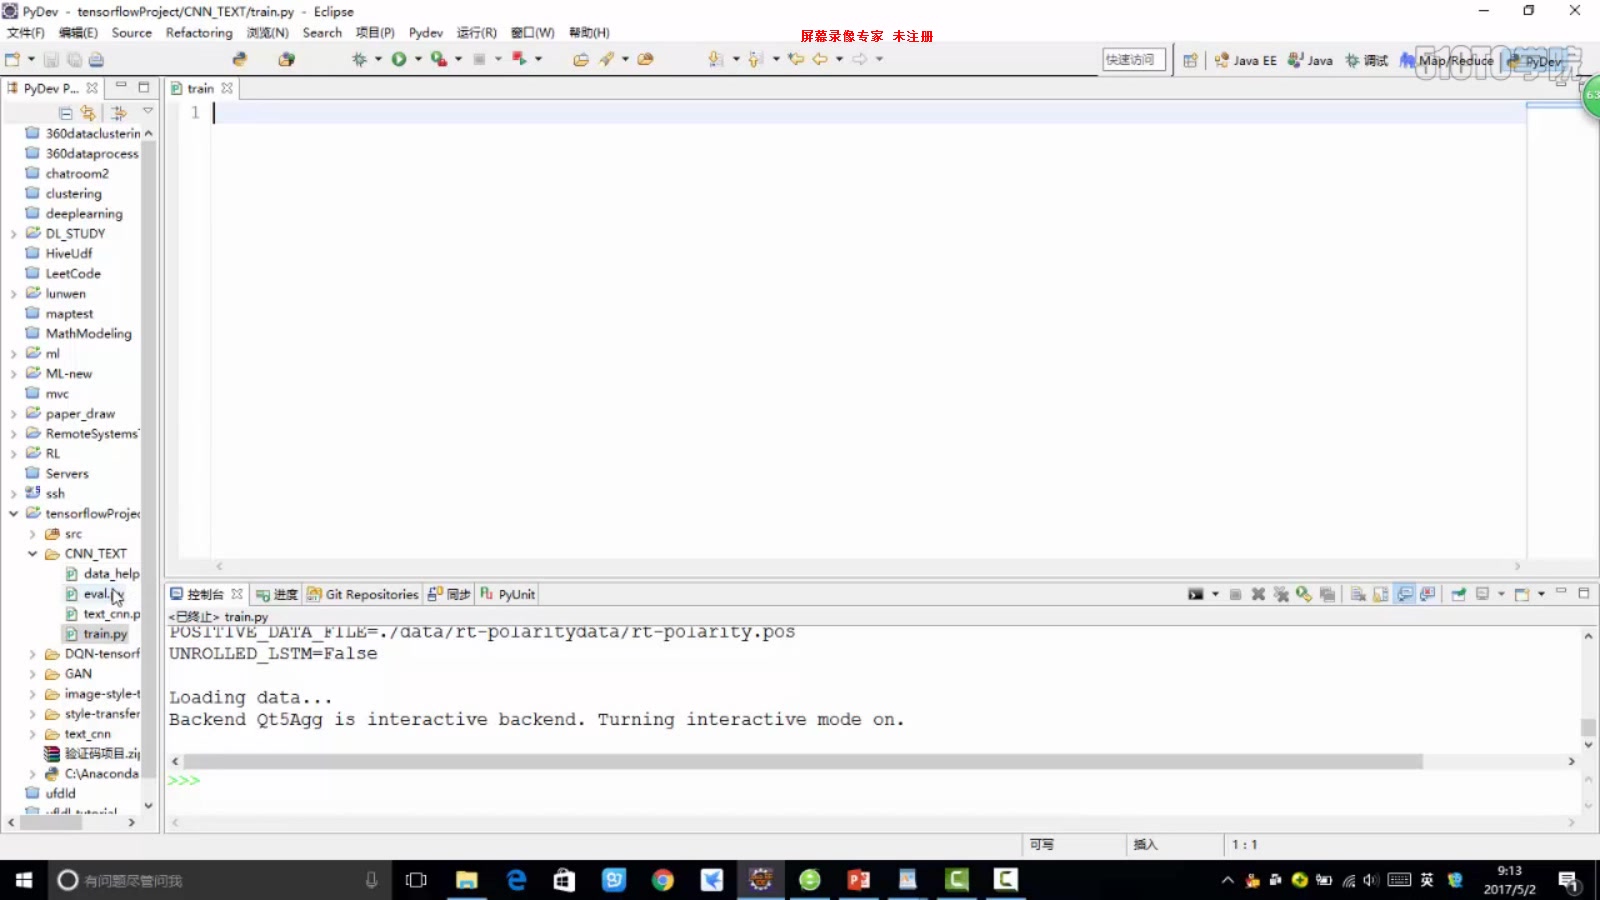 PyDev - tensorflowProject/CNN_TEXT/train.py - Eclipse
文件(F) 编辑(E) Source Refactoring 浏览(N) Search 项目(P) Pydev 运行(R) 窗口(W) 帮助(H)
屏幕录像专家 未注册
快速访问 Java EE Java 调试 Map/Reduce PyDev
51CTO学院
PyDev P... train
63
1
360dataclusterin
360dataprocess
chatroom2
clustering
deeplearning
DL_STUDY
HiveUdf
LeetCode
lunwen
maptest
MathModeling
ml
ML-new
mvc
paper_draw
RemoteSystems
RL
Servers
ssh
tensorflowProjec
src
CNN_TEXT
data_help
eval.
text_cnn.p
train.py
DQN-tensorf
GAN
image-style-t
style-transfer
text_cnn
验证码项目.zip
C:\Anaconda
ufdld
ufldl-tutorial
控制台 进度 Git Repositories 同步 PyUnit
<已终止> train.py
POSITIVE_DATA_FILE=./data/rt-polaritydata/rt-polarity.pos
UNROLLED_LSTM=False
Loading data...
Backend Qt5Agg is interactive backend. Turning interactive mode on.
>>>
可写 插入 1 : 1
有问题尽管问我
英
9:13
2017/5/2
1